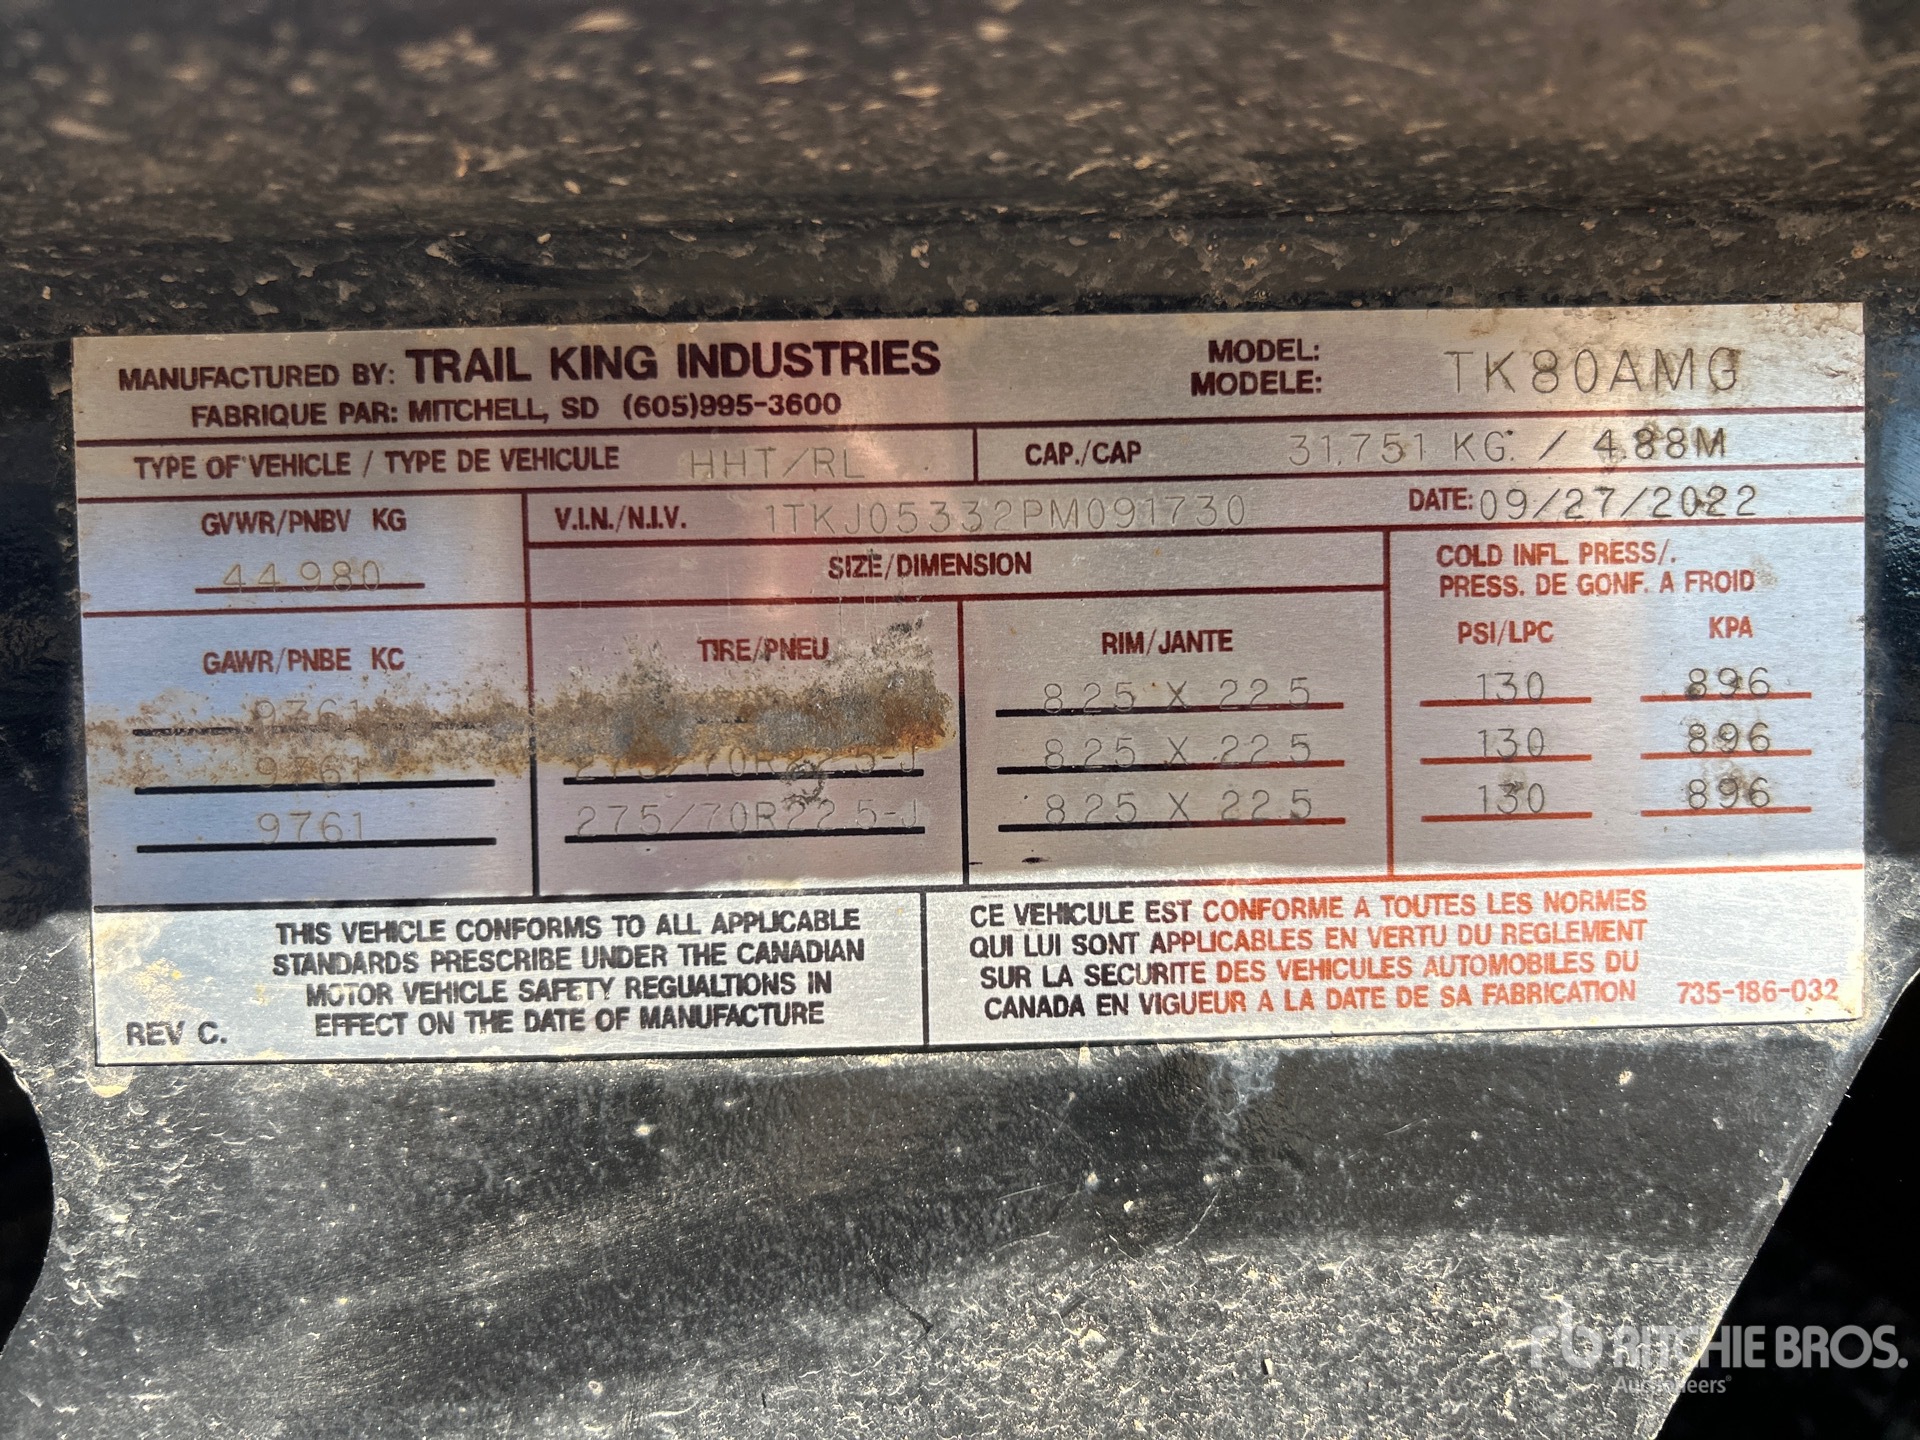 MANUFACTURED BY: TRAIL KING INDUSTRIES
FABRIQUE PAR: MITCHELL, SD (605)995-3600
MODEL: TK80AMG
MODELE:
TYPE OF VEHICLE / TYPE DE VEHICULE HHT/RL
CAP./CAP 31,751 KG. / 4.88M
GVWR/PNBV KG
44 980
V.I.N./N.I.V. 1TKJ05332PM091730
DATE: 09/27/2022
SIZE/DIMENSION
COLD INFL PRESS/.
PRESS. DE GONF. A FROID
GAWR/PNBE KC
TIRE/PNEU
RIM/JANTE
PSI/LPC
KPA
9761 8.25 X 22.5 130 896
9761 275/70R22.5-J 8.25 X 22.5 130 896
9761 275/70R22.5-J 8.25 X 22.5 130 896
THIS VEHICLE CONFORMS TO ALL APPLICABLE
STANDARDS PRESCRIBE UNDER THE CANADIAN
MOTOR VEHICLE SAFETY REGUALTIONS IN
EFFECT ON THE DATE OF MANUFACTURE
REV C.
CE VEHICULE EST CONFORME A TOUTES LES NORMES
QUI LUI SONT APPLICABLES EN VERTU DU REGLEMENT
SUR LA SECURITE DES VEHICULES AUTOMOBILES DU
CANADA EN VIGUEUR A LA DATE DE SA FABRICATION
735-186-032
rb RITCHIE BROS.
Auctioneers